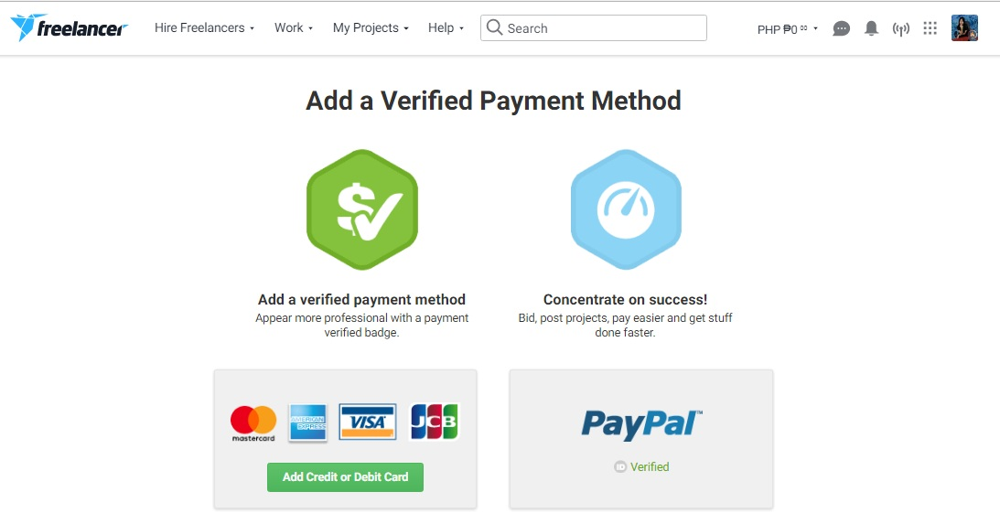 freelancer Hire Freelancers Work My Projects Help Search PHP ₱0 00
Add a Verified Payment Method
Add a verified payment method
Appear more professional with a payment
verified badge.
Concentrate on success!
Bid, post projects, pay easier and get stuff
done faster.
mastercard AMERICAN EXPRESS VISA JCB
Add Credit or Debit Card
PayPal™
ID Verified